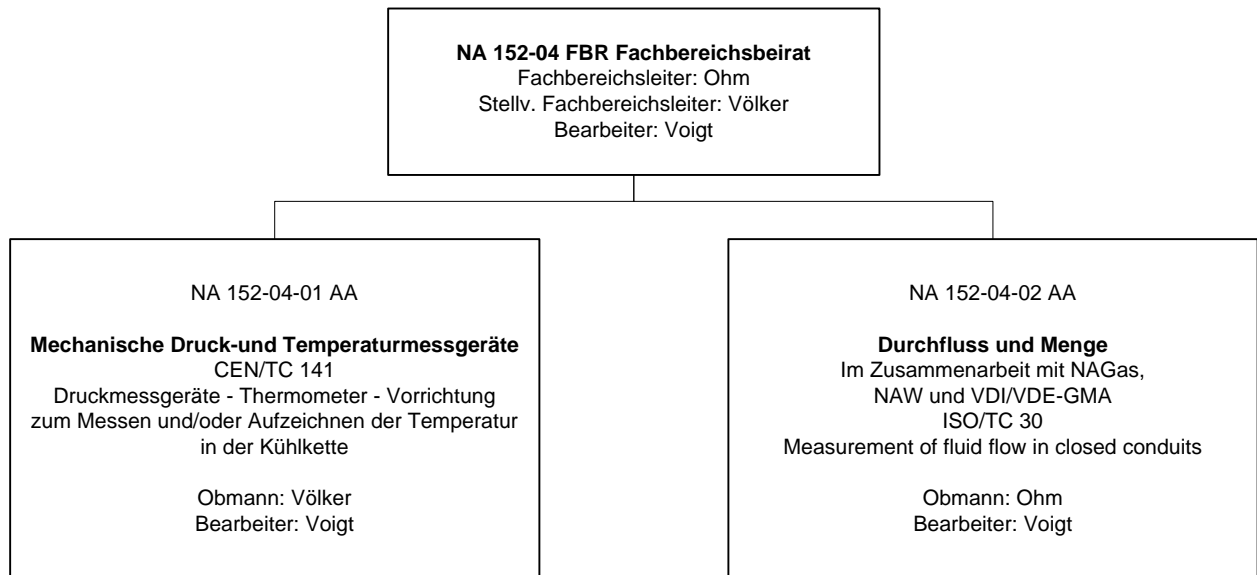 NA 152-04 FBR Fachbereichsbeirat
Fachbereichsleiter: Ohm
Stellv. Fachbereichsleiter: Völker
Bearbeiter: Voigt
NA 152-04-01 AA
Mechanische Druck-und Temperaturmessgeräte
CEN/TC 141
Druckmessgeräte - Thermometer - Vorrichtung
zum Messen und/oder Aufzeichnen der Temperatur
in der Kühlkette
Obmann: Völker
Bearbeiter: Voigt
NA 152-04-02 AA
Durchfluss und Menge
Im Zusammenarbeit mit NAGas,
NAW und VDI/VDE-GMA
ISO/TC 30
Measurement of fluid flow in closed conduits
Obmann: Ohm
Bearbeiter: Voigt